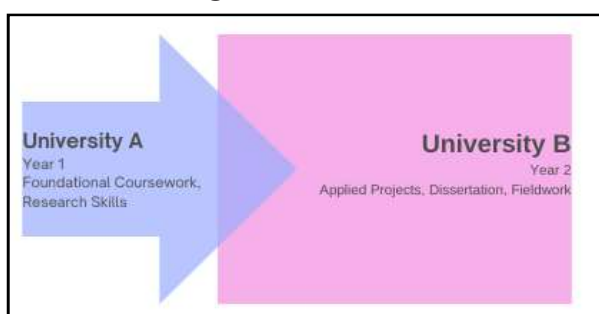 University A
Year 1
Foundational Coursework,
Research Skills
University B
Year 2
Applied Projects, Dissertation, Fieldwork